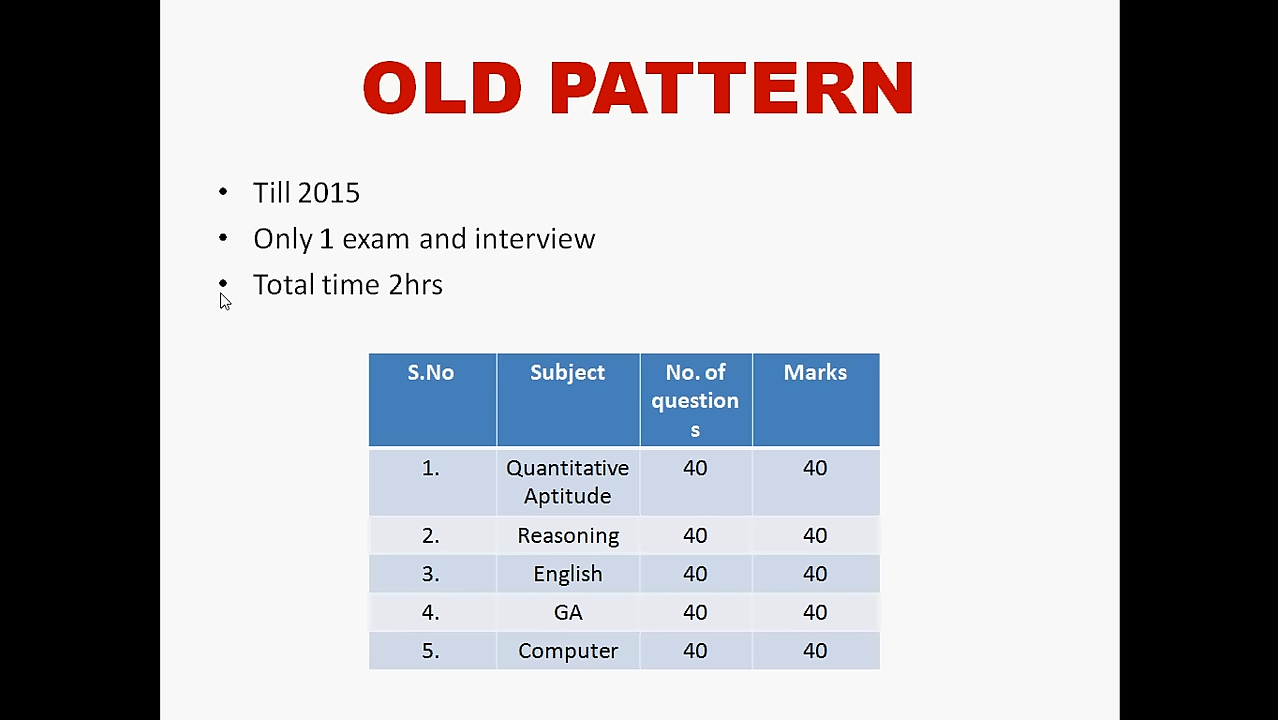 OLD PATTERN
• Till 2015
• Only 1 exam and interview
• Total time 2hrs
S.No Subject No. of question s Marks
1. Quantitative Aptitude 40 40
2. Reasoning 40 40
3. English 40 40
4. GA 40 40
5. Computer 40 40